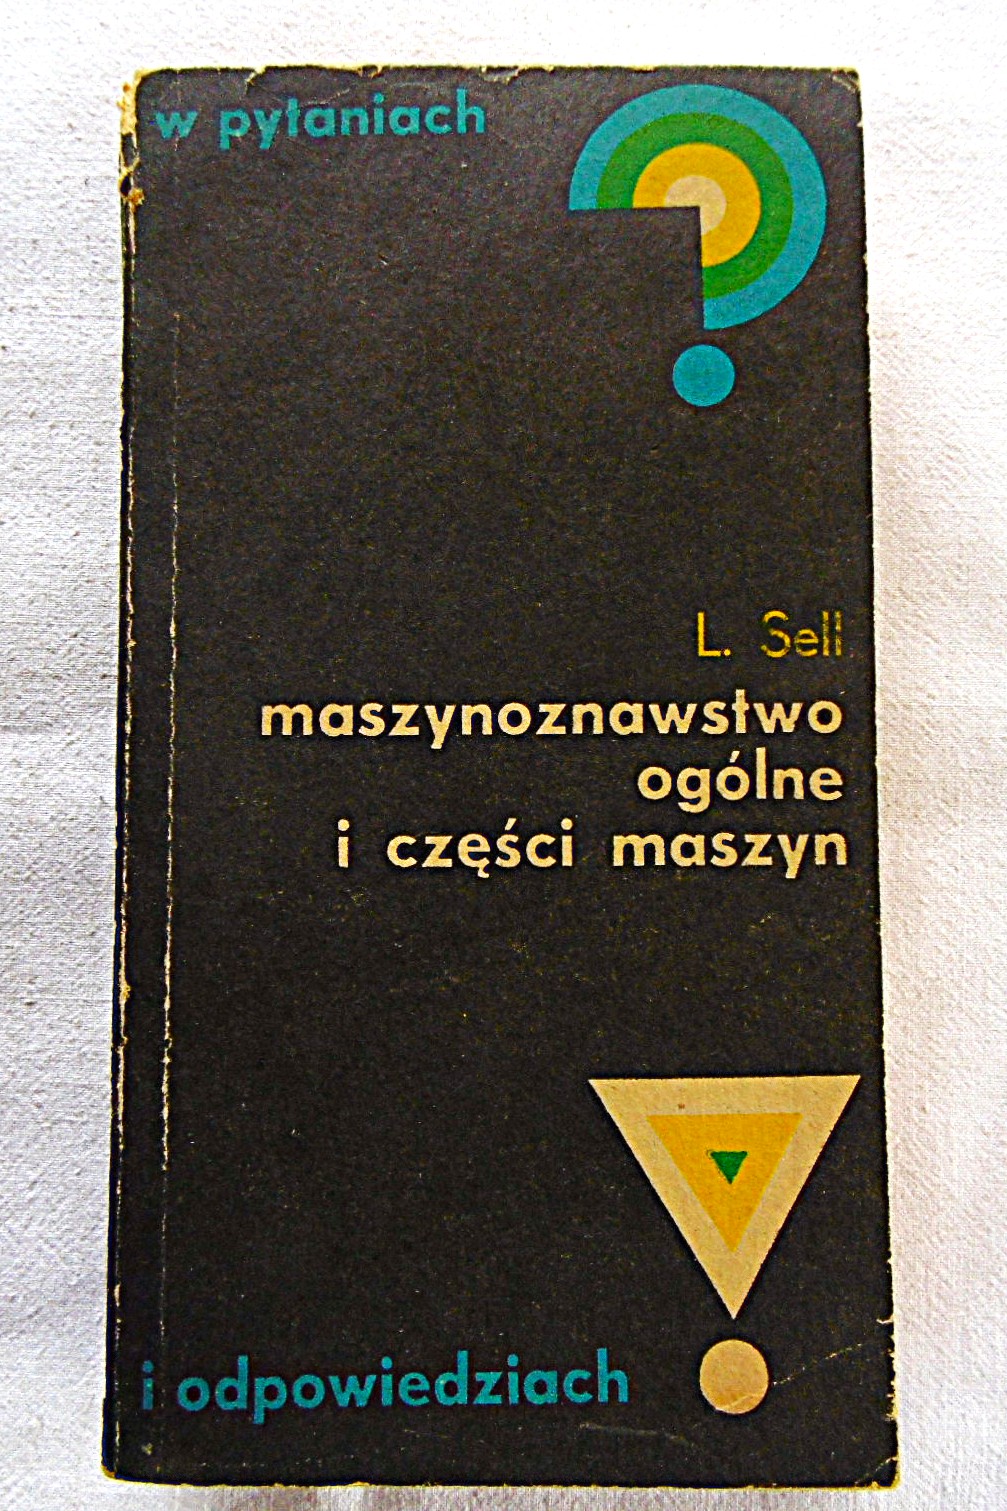 w pytaniach
L. Sell
maszynoznawstwo
ogólne
i części maszyn
i odpowiedziach